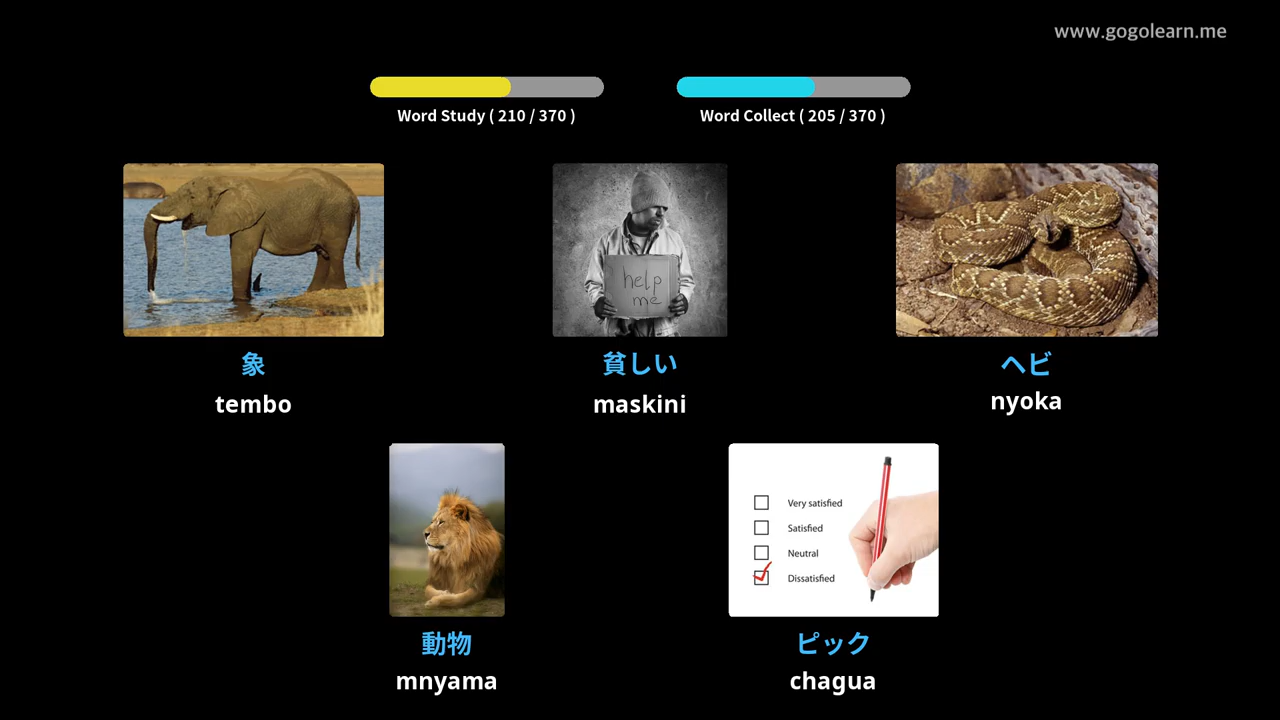 www.gogolearn.me
Word Study ( 210 / 370 )
Word Collect ( 205 / 370 )
help
me
象
貧しい
ヘビ
tembo
maskini
nyoka
Very satisfied
Satisfied
Neutral
Dissatisfied
動物
ピック
mnyama
chagua